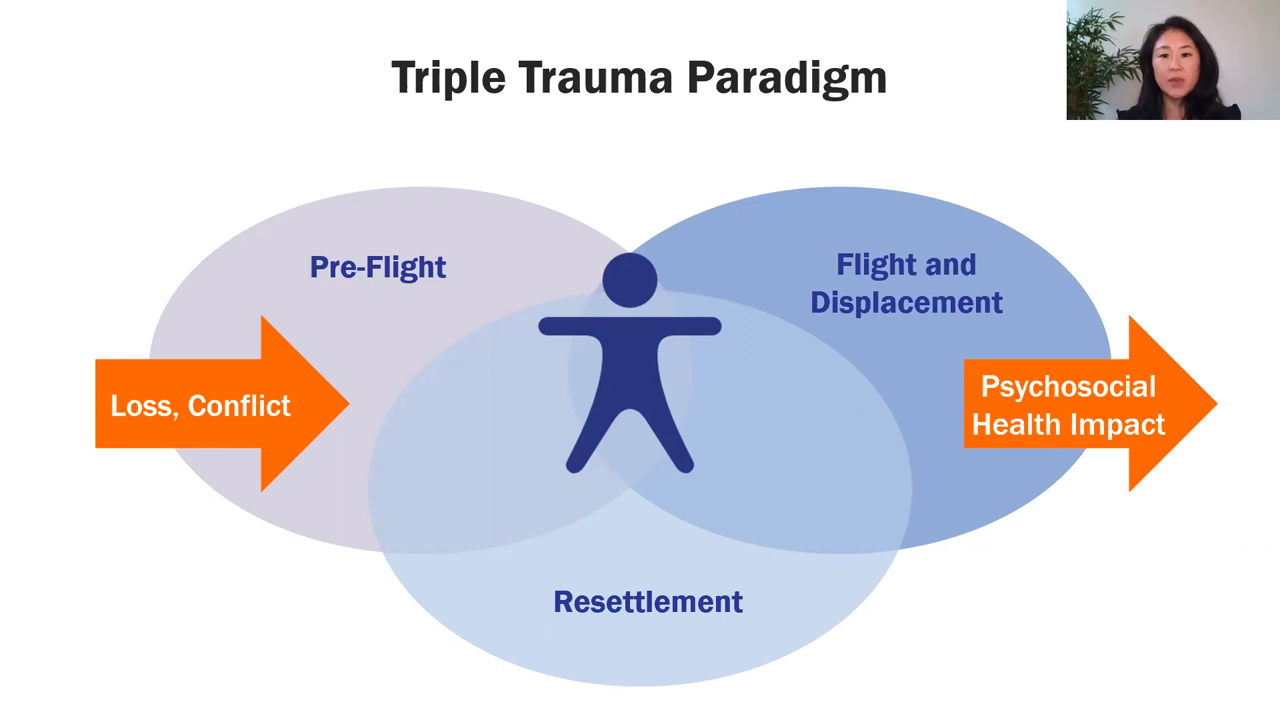 Triple Trauma Paradigm
Pre-Flight
Flight and
Displacement
Loss, Conflict
Psychosocial
Health Impact
Resettlement